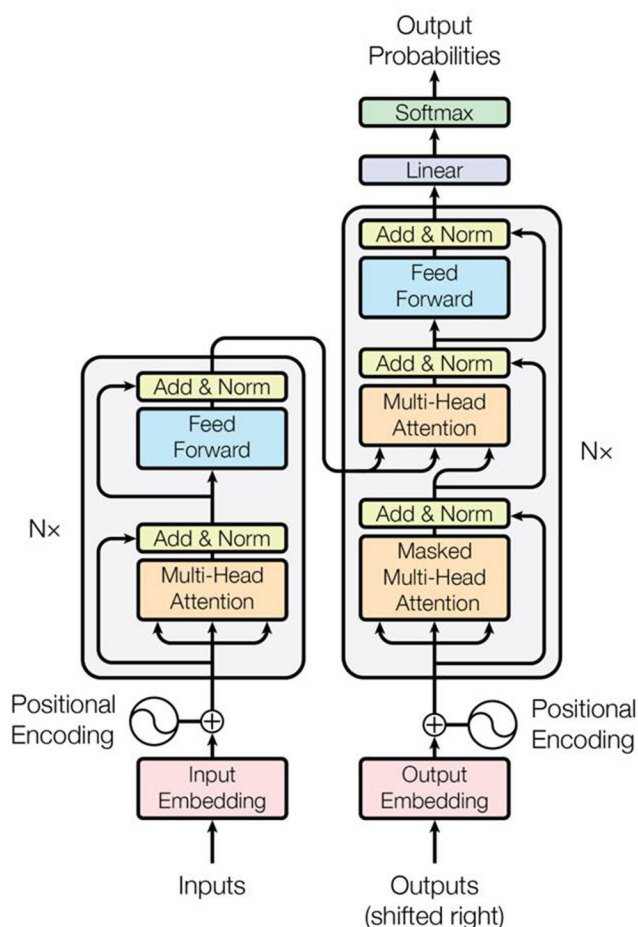 Output
Probabilities
Softmax
Linear
Add & Norm
Feed
Forward
Add & Norm
Multi-Head
Attention
Add & Norm
Masked
Multi-Head
Attention
N×
Add & Norm
Feed
Forward
Add & Norm
Multi-Head
Attention
N×
Positional
Encoding
Positional
Encoding
Input
Embedding
Output
Embedding
Inputs
Outputs
(shifted right)